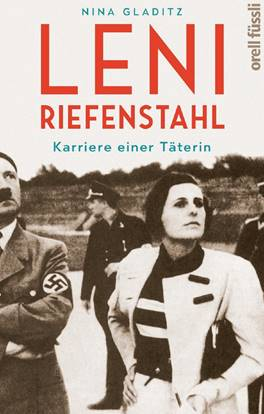 NINA GLADITZ
LENI
RIEFENSTAHL
Karriere einer Täterin
orell füssli